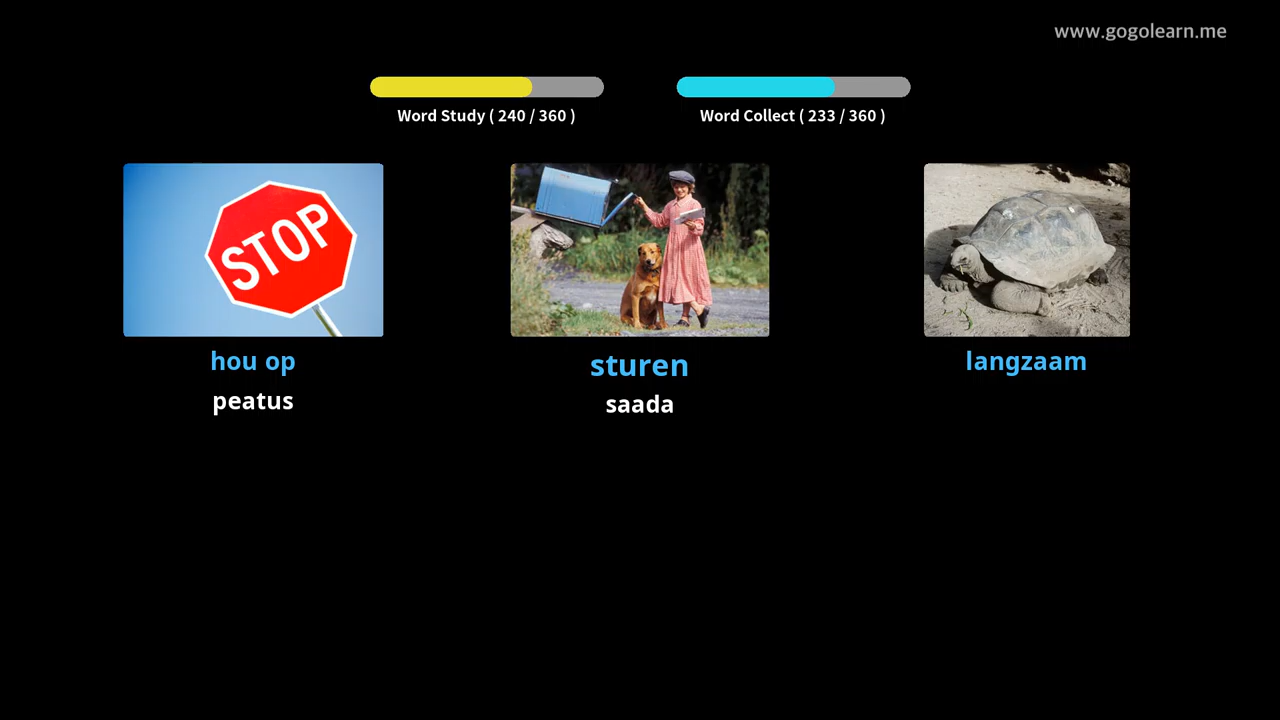 www.gogolearn.me
Word Study ( 240 / 360 )
Word Collect ( 233 / 360 )
STOP
hou op
peatus
sturen
saada
langzaam